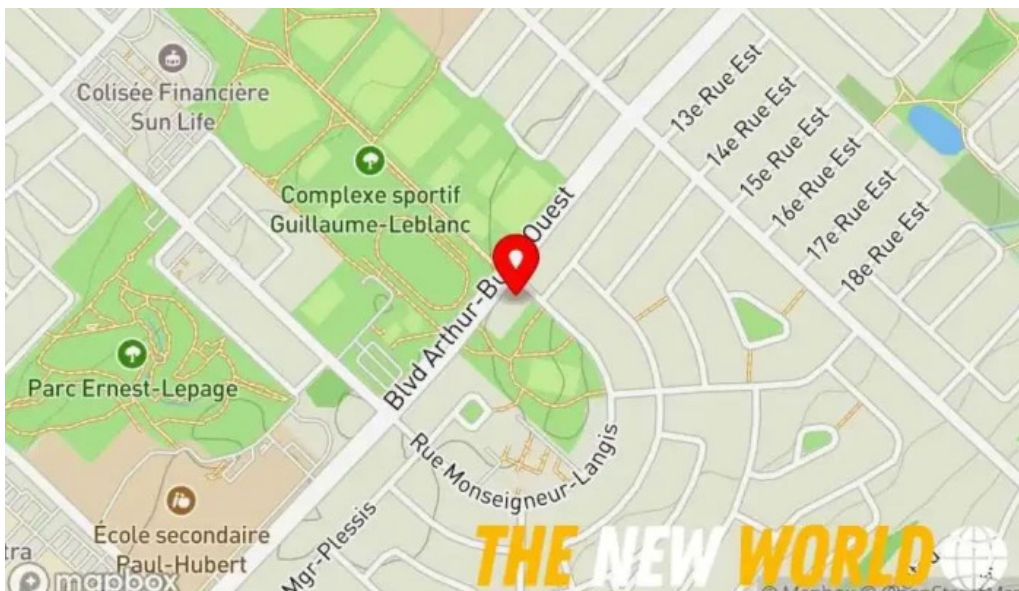 Colisée Financière
Sun Life
Complexe sportif
Guillaume-Leblanc
Parc Ernest-Lepage
École secondaire
Paul-Hubert
Blvd Arthur-Bu
Ouest
Rue Monseigneur-Langis
Mgr-Plessis
13e Rue Est
14e Rue Est
15e Rue Est
16e Rue Est
17e Rue Est
18e Rue Est
tra
mapbox
THE NEW WORLD